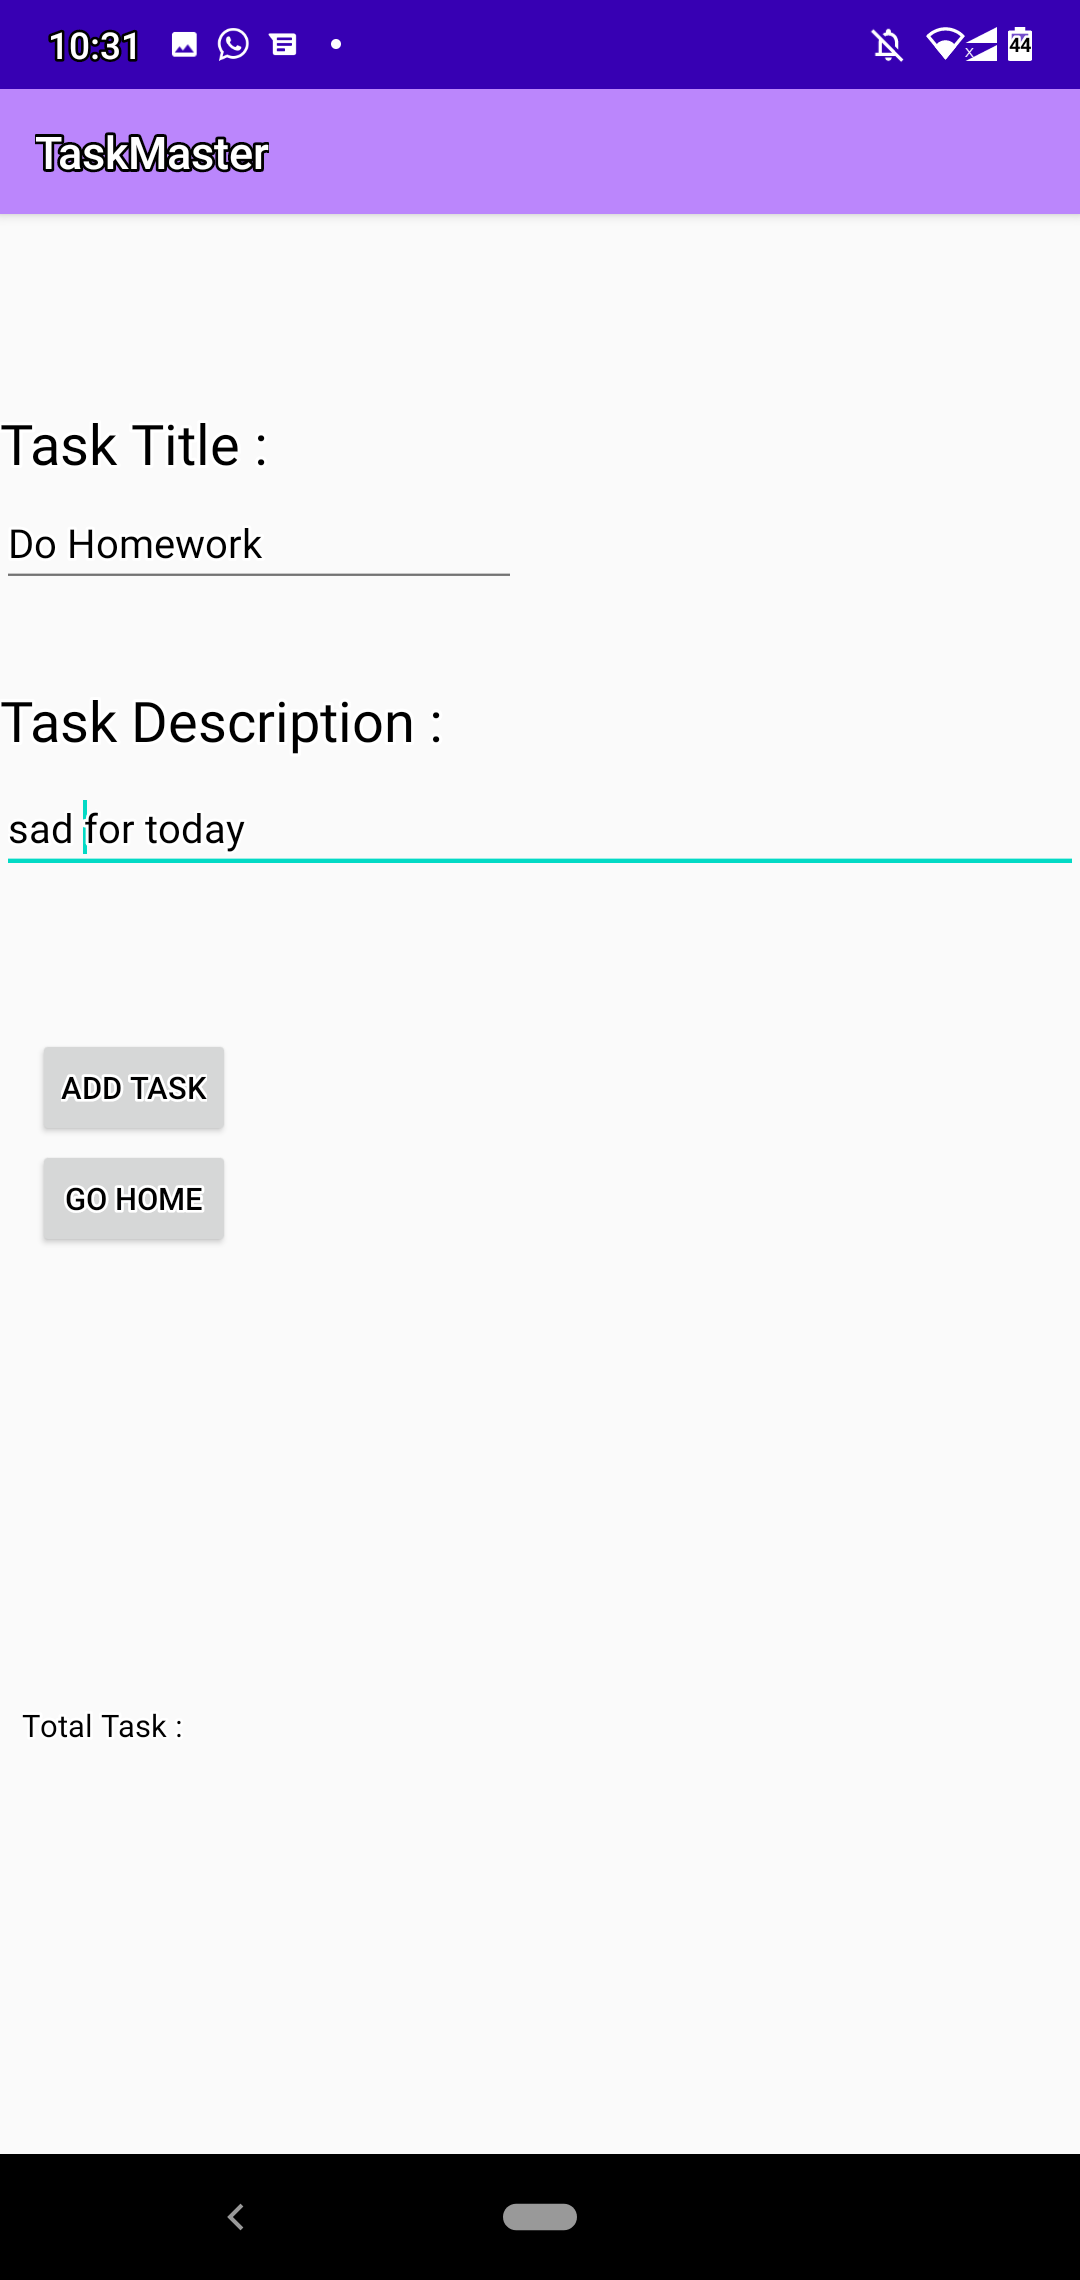 10:31
44
TaskMaster
Task Title :
Do Homework
Task Description :
sad for today
ADD TASK
GO HOME
Total Task :